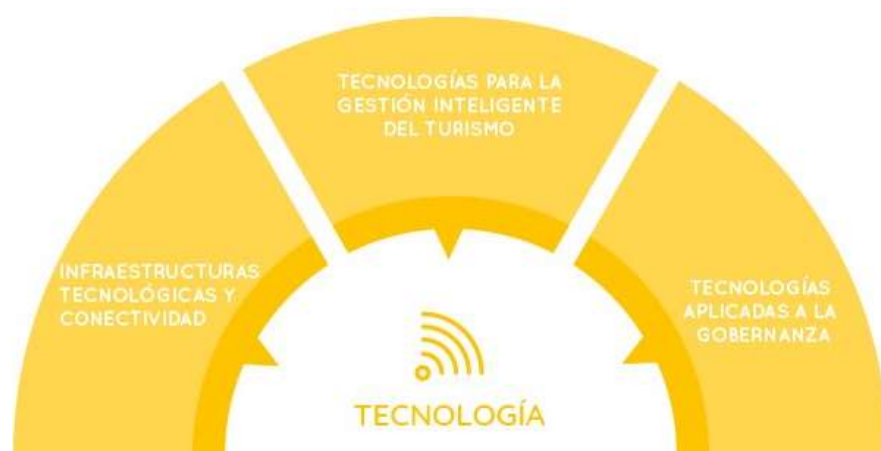 TECNOLOGÍAS PARA LA
GESTIÓN INTELIGENTE
DEL TURISMO
INFRAESTRUCTURAS
TECNOLÓGICAS Y
CONECTIVIDAD
TECNOLOGÍAS
APLICADAS A LA
GOBERNANZA
TECNOLOGÍA